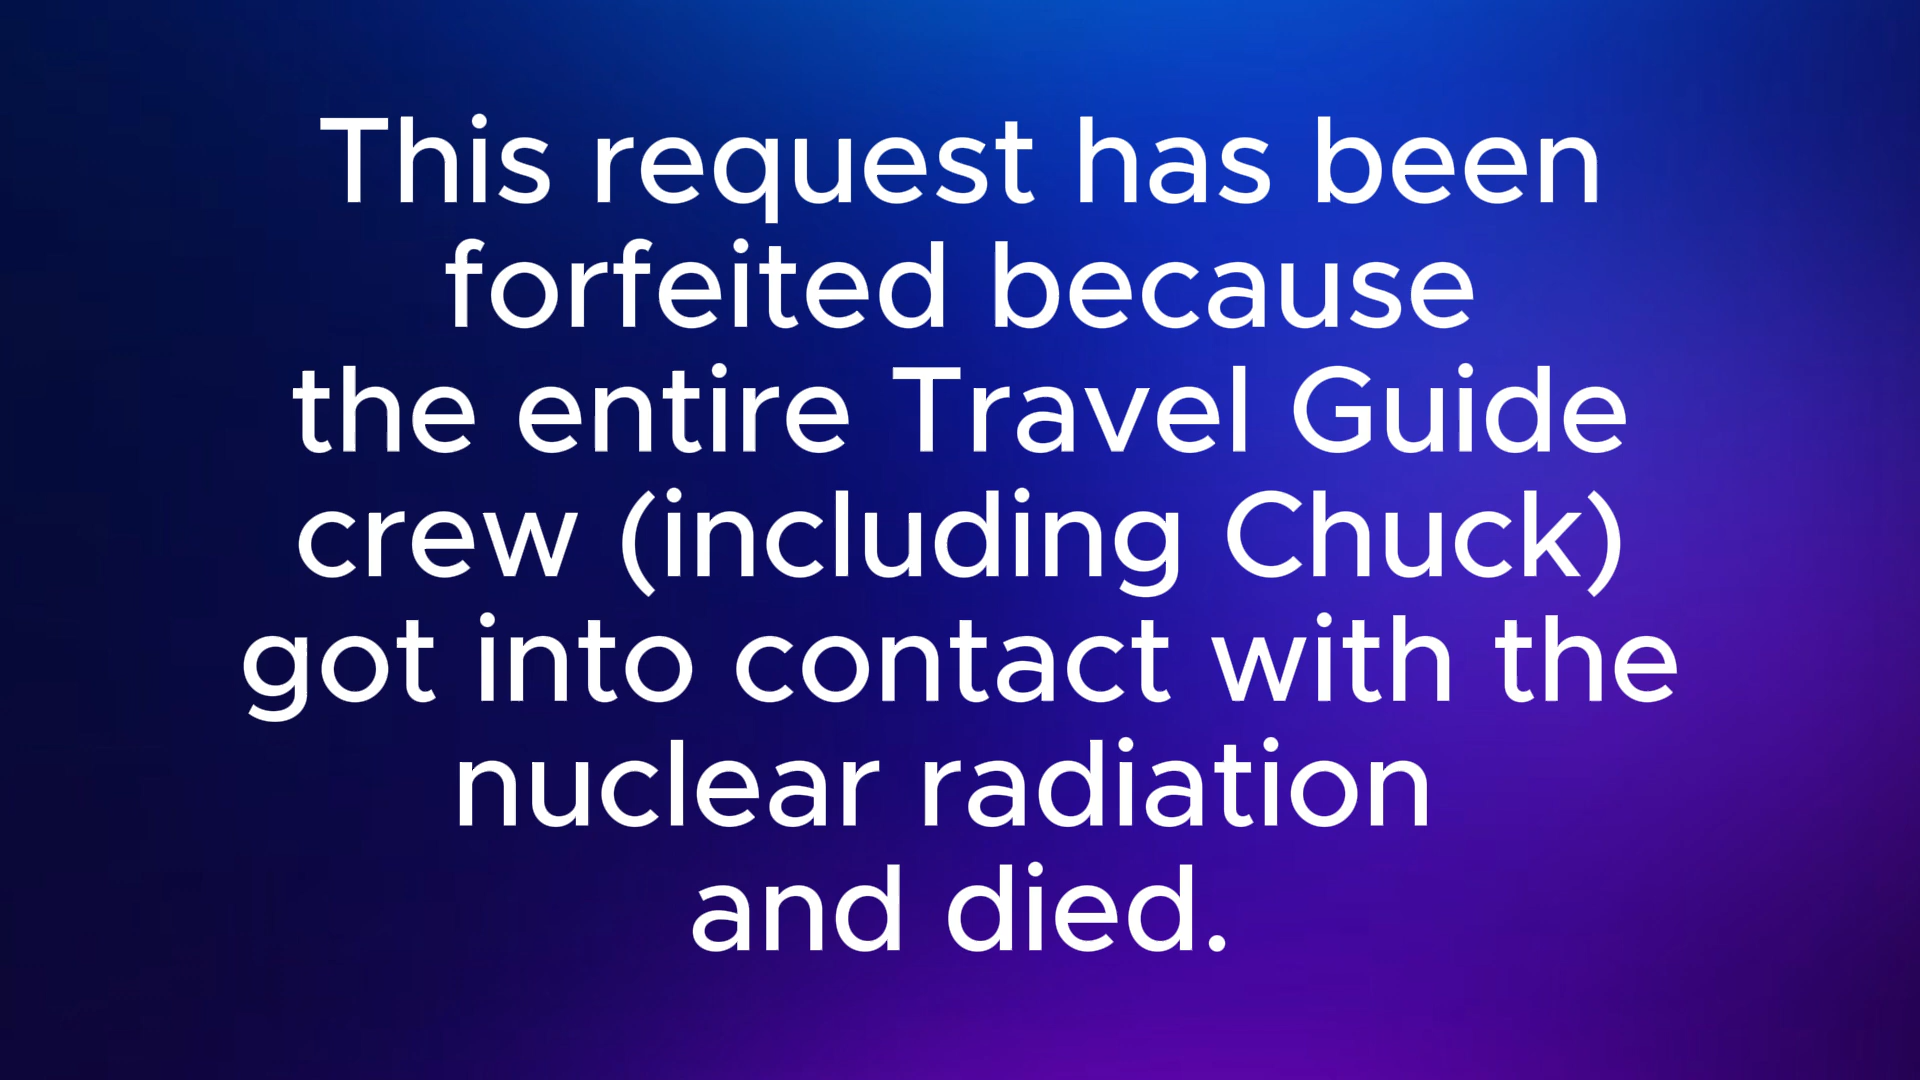 This request has been
forfeited because
the entire Travel Guide
crew (including Chuck)
got into contact with the
nuclear radiation
and died.